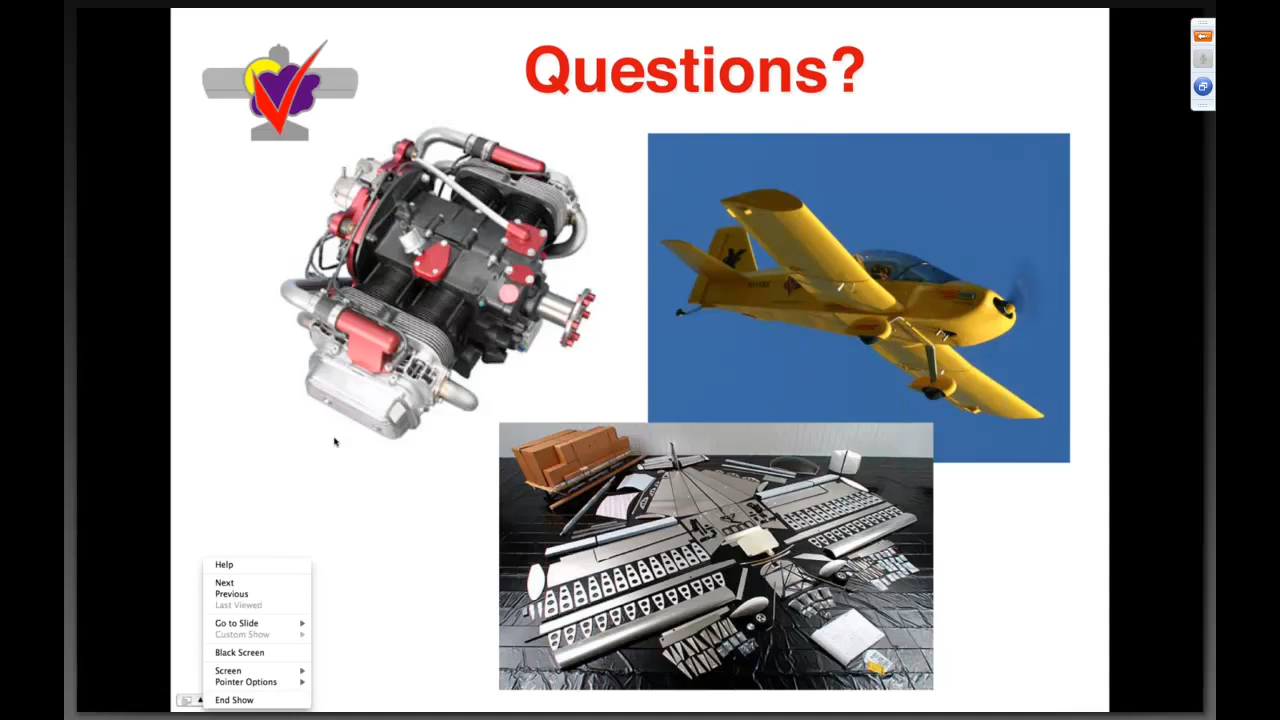 Questions?
Help
Next
Previous
Last Viewed
Go to Slide
Custom Show
Black Screen
Screen
Pointer Options
End Show